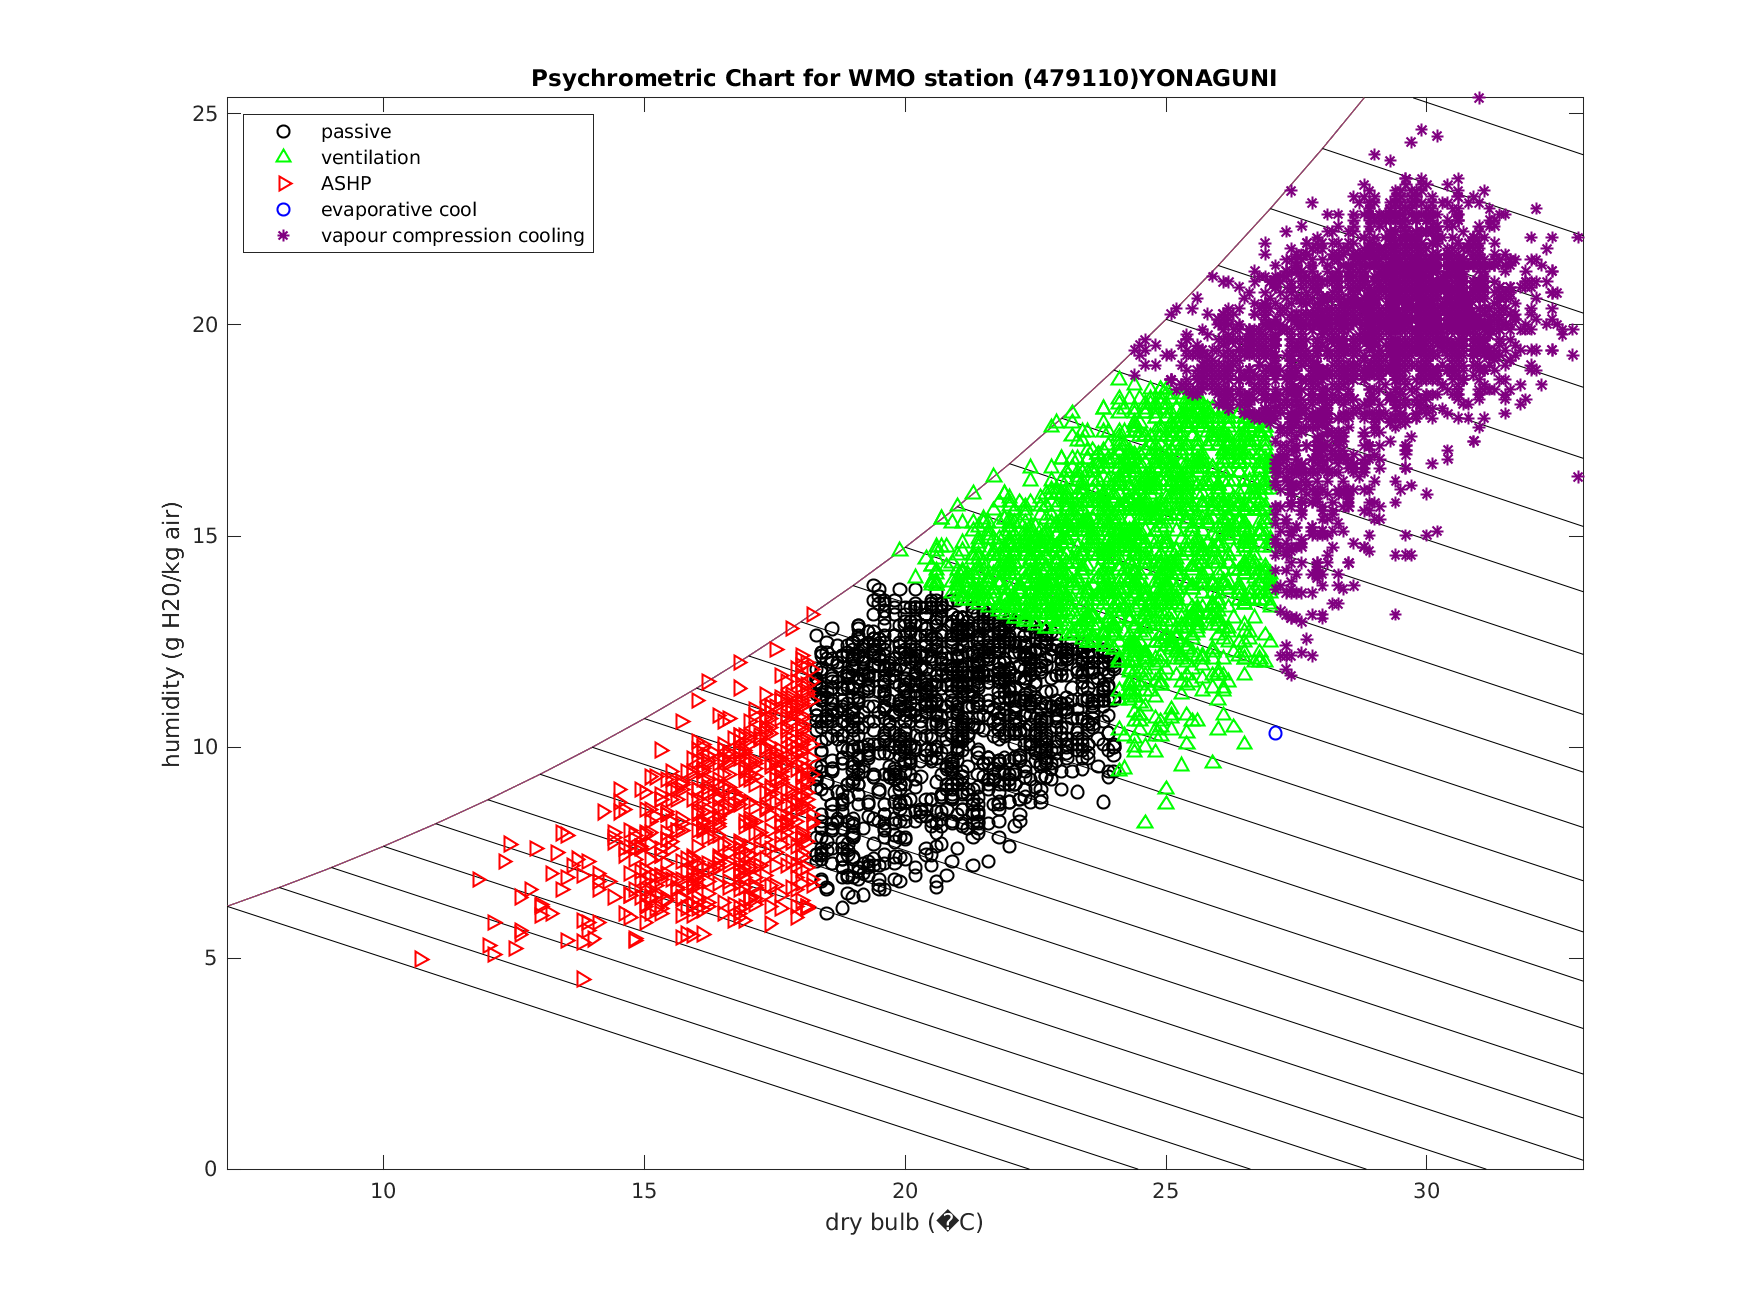 Psychrometric Chart for WMO station (479110)YONAGUNI
passive
ventilation
ASHP
evaporative cool
vapour compression cooling
humidity (g H20/kg air)
25
20
15
10
5
0
10
15
20
25
30
dry bulb (�C)